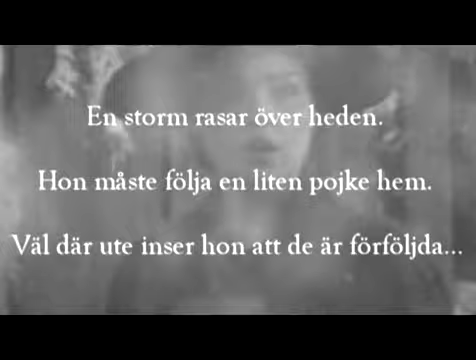 En storm rasar över heden.
Hon måste följa en liten pojke hem.
Väl där ute inser hon att de är förföljda...